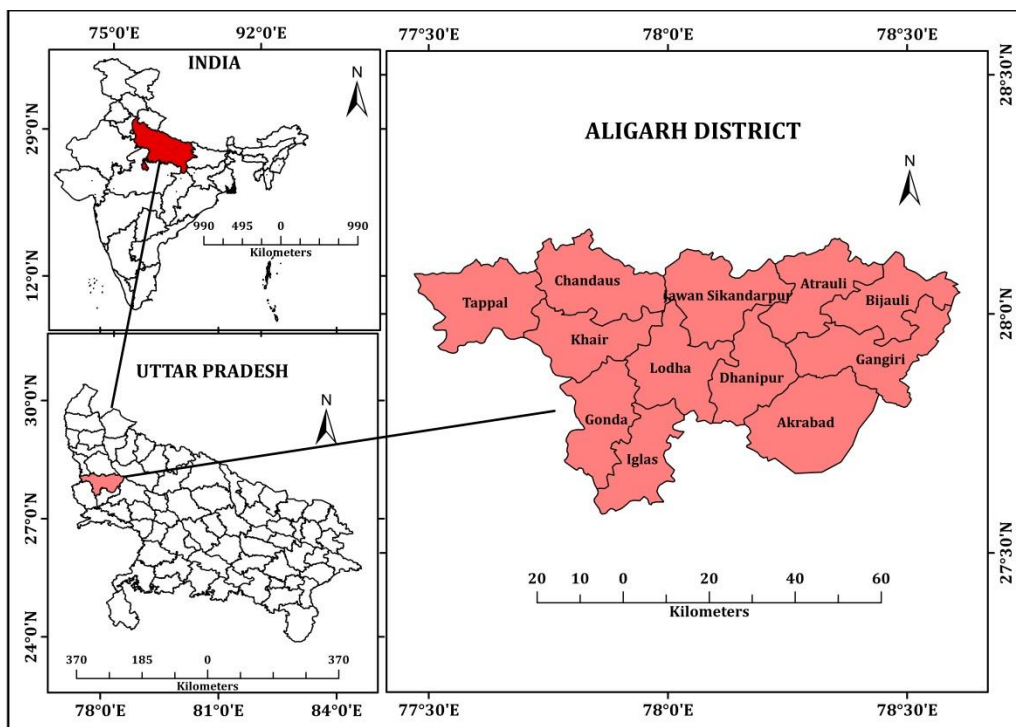 75°0'E 92°0'E
INDIA
N
29°0'N
12°0'N
990 495 0 990
Kilometers
UTTAR PRADESH
N
30°0'N
27°0'N
24°0'N
370 185 0 370
Kilometers
78°0'E 81°0'E 84°0'E
77°30'E 78°0'E 78°30'E
28°30'N
28°0'N
27°30'N
ALIGARH DISTRICT
N
Tappal
Chandaus
Jawan Sikandarpur
Atrauli
Bijauli
Khair
Lodha
Dhanipur
Gangiri
Gonda
Iglas
Akrabad
20 10 0 20 40 60
Kilometers
77°30'E 78°0'E 78°30'E